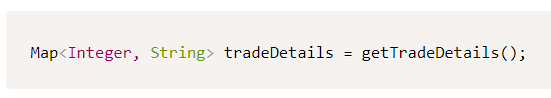 Map<Integer, String> tradeDetails = getTradeDetails();